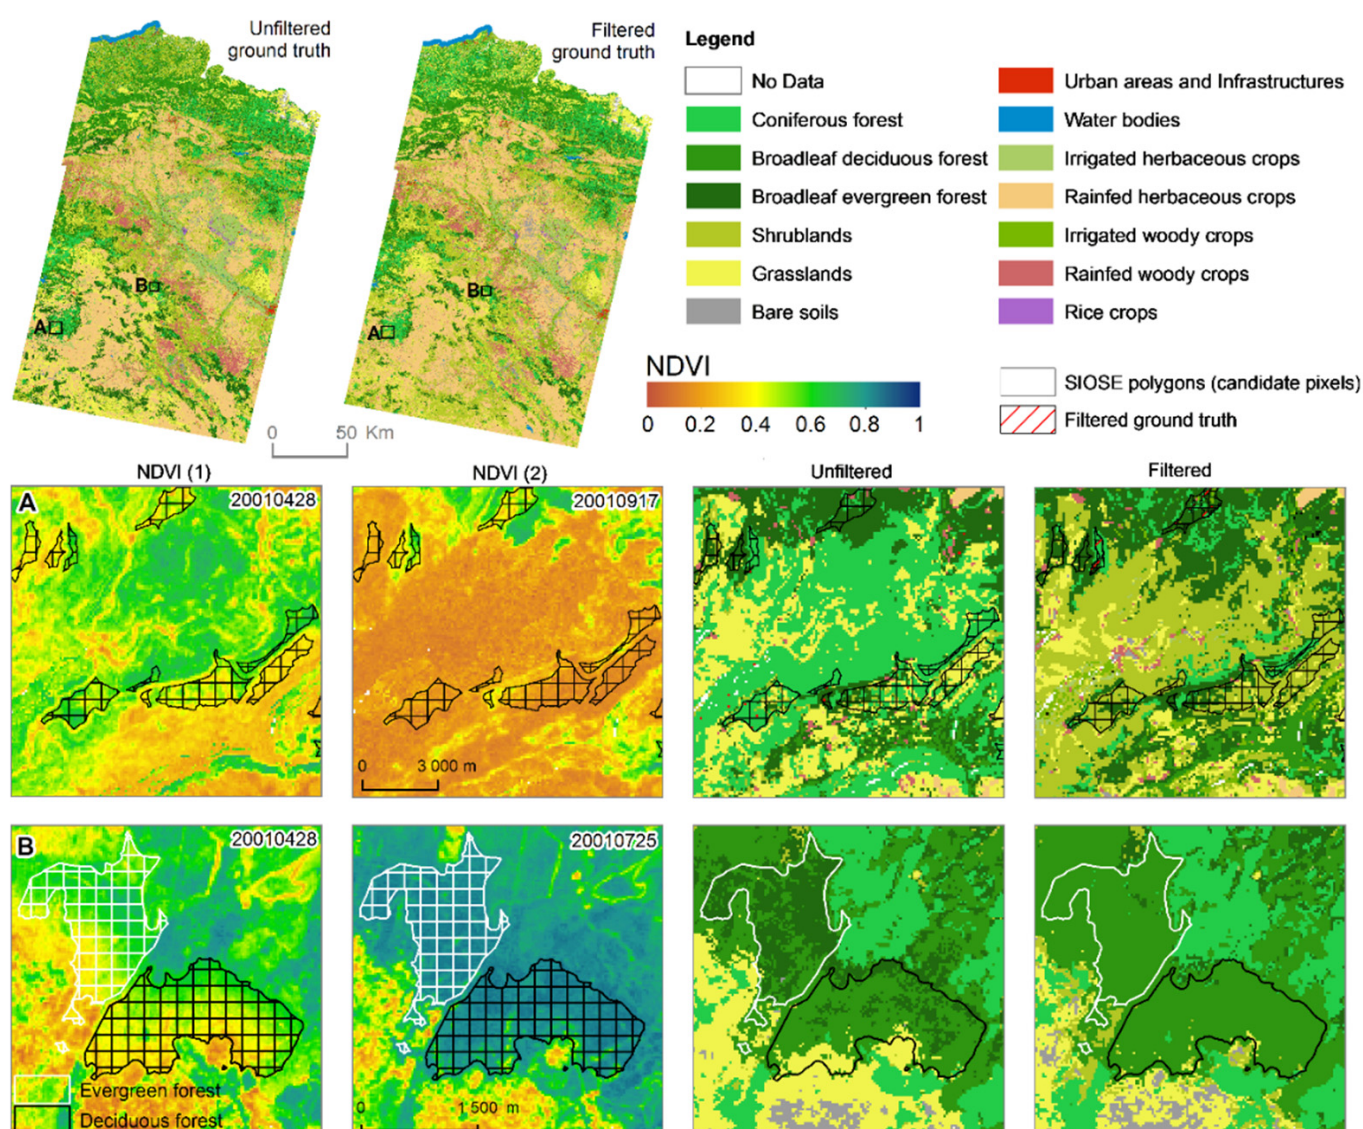 Unfiltered
ground truth
Filtered
ground truth
Legend
No Data
Coniferous forest
Broadleaf deciduous forest
Broadleaf evergreen forest
Shrublands
Grasslands
Bare soils
Urban areas and Infrastructures
Water bodies
Irrigated herbaceous crops
Rainfed herbaceous crops
Irrigated woody crops
Rainfed woody crops
Rice crops
SIOSE polygons (candidate pixels)
Filtered ground truth
B
A
B
A
NDVI
0 0.2 0.4 0.6 0.8 1
0 50 Km
NDVI (1)
NDVI (2)
Unfiltered
Filtered
A
20010428
20010917
0 3 000 m
B
20010428
20010725
Evergreen forest
Deciduous forest
0 1 500 m